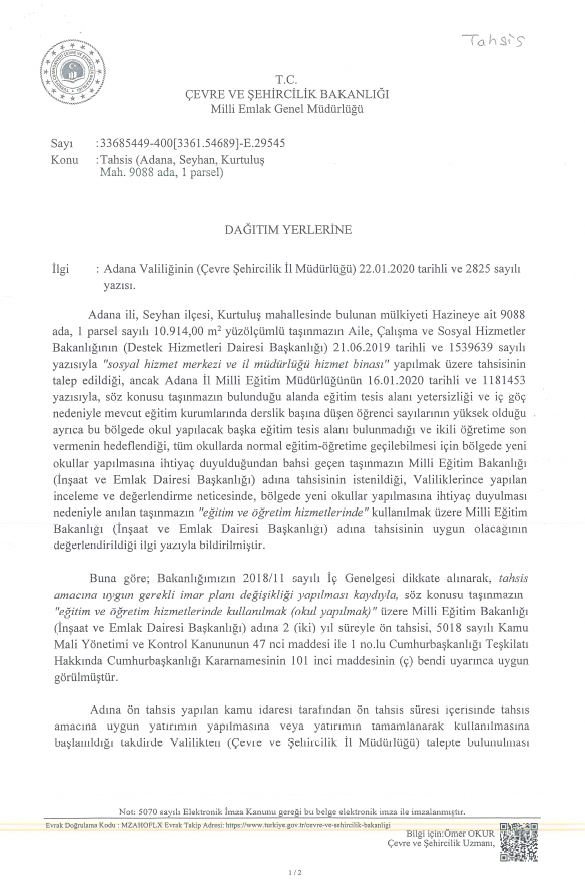 Tahsis
T.C.
ÇEVRE VE ŞEHİRCİLİK BAKANLIĞI
Milli Emlak Genel Müdürlüğü
Sayı :33685449-400[3361.54689]-E.29545
Konu :Tahsis (Adana, Seyhan, Kurtuluş
Mah. 9088 ada, 1 parsel)
DAĞITIM YERLERİNE
İlgi : Adana Valiliğinin (Çevre Şehircilik İl Müdürlüğü) 22.01.2020 tarihli ve 2825 sayılı
yazısı.
Adana ili, Seyhan ilçesi, Kurtuluş mahallesinde bulunan mülkiyeti Hazineye ait 9088
ada, 1 parsel sayılı 10.914,00 m² yüzölçümlü taşınmazın Aile, Çalışma ve Sosyal Hizmetler
Bakanlığının (Destek Hizmetleri Dairesi Başkanlığı) 21.06.2019 tarihli ve 1539639 sayılı
yazısıyla "sosyal hizmet merkezi ve il müdürlüğü hizmet binası" yapılmak üzere tahsisinin
talep edildiği, ancak Adana İl Milli Eğitim Müdürlüğünün 16.01.2020 tarihli ve 1181453
yazısıyla, söz konusu taşınmazın bulunduğu alanda eğitim tesis alanı yetersizliği ve iç göç
nedeniyle mevcut eğitim kurumlarında derslik başına düşen öğrenci sayılarının yüksek olduğu
ayrıca bu bölgede okul yapılacak başka eğitim tesis alanı bulunmadığı ve ikili öğretime son
vermenin hedeflendiği, tüm okullarda normal eğitim-öğretime geçilebilmesi için bölgede yeni
okullar yapılmasına ihtiyaç duyulduğundan bahsi geçen taşınmazın Milli Eğitim Bakanlığı
(İnşaat ve Emlak Dairesi Başkanlığı) adına tahsisinin istenildiği, Valiliklerince yapılan
inceleme ve değerlendirme neticesinde, bölgede yeni okullar yapılmasına ihtiyaç duyulması
nedeniyle anılan taşınmazın "eğitim ve öğretim hizmetlerinde" kullanılmak üzere Milli Eğitim
Bakanlığı (İnşaat ve Emlak Dairesi Başkanlığı) adına tahsisinin uygun olacağının
değerlendirildiği ilgi yazıyla bildirilmiştir.
Buna göre; Bakanlığımızın 2018/11 sayılı İç Genelgesi dikkate alınarak, tahsis
amacına uygun gerekli imar planı değişikliği yapılması kaydıyla, söz konusu taşınmazın
"eğitim ve öğretim hizmetlerinde kullanılmak (okul yapılmak)" üzere Milli Eğitim Bakanlığı
(İnşaat ve Emlak Dairesi Başkanlığı) adına 2 (iki) yıl süreyle ön tahsisi, 5018 sayılı Kamu
Mali Yönetimi ve Kontrol Kanununun 47 nci maddesi ile 1 no.lu Cumhurbaşkanlığı Teşkilatı
Hakkında Cumhurbaşkanlığı Kararnamesinin 101 inci maddesinin (ç) bendi uyarınca uygun
görülmüştür.
Adına ön tahsis yapılan kamu idaresi tarafından ön tahsis süresi içerisinde tahsis
amacına uygun yatırımın yapılmasına veya yatırımın tamamlanarak kullanılmasına
başlanıldığı takdirde Valilikten (Çevre ve Şehircilik İl Müdürlüğü) talepte bulunulması
Not: 5070 sayılı Elektronik İmza Kanunu gereği bu belge elektronik imza ile imzalanmıştır.
Evrak Doğrulama Kodu : MZAHOFLX Evrak Takip Adresi: https://www.turkiye.gov.tr/cevre-ve-sehircilik-bakanligi
Bilgi için:Ömer OKUR
Çevre ve Şehircilik Uzmanı,
1 / 2